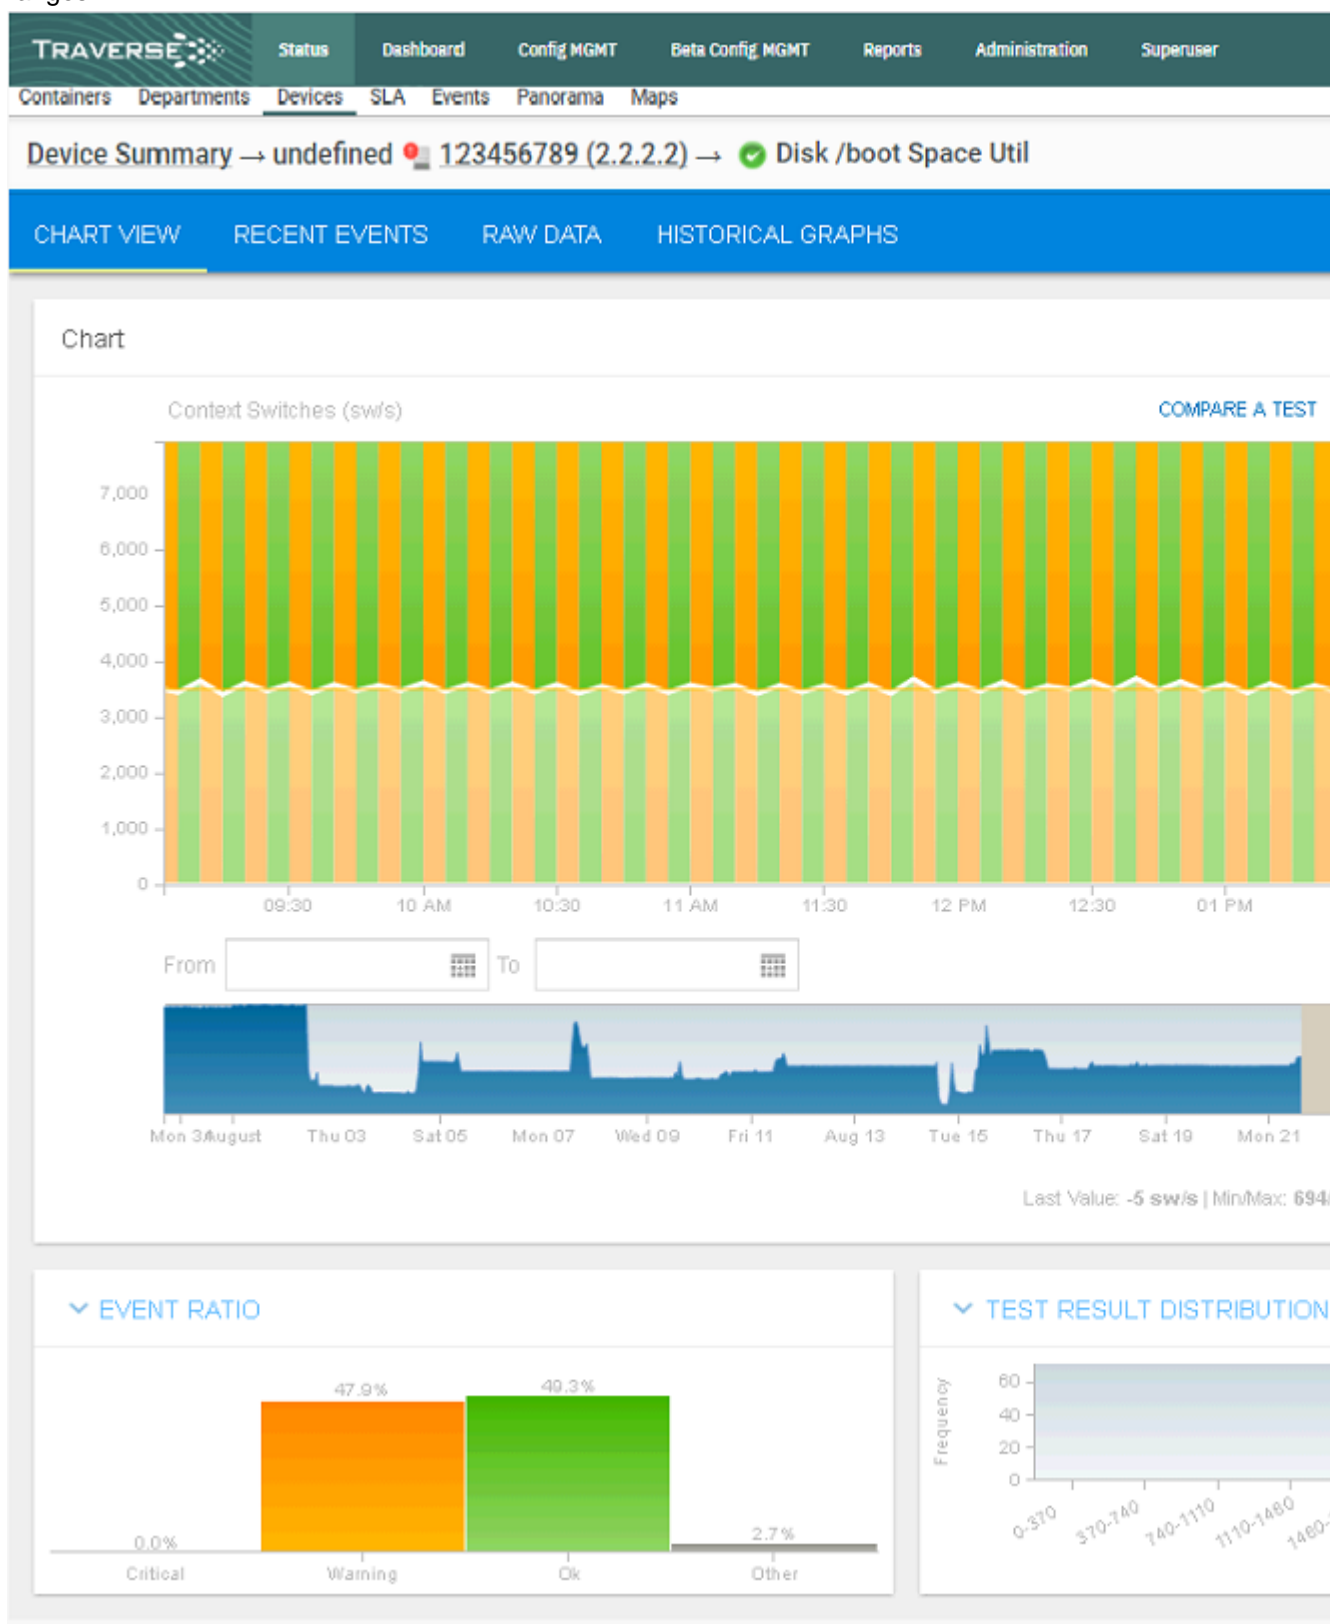 TRAVERSE Status Dashboard Config MGMT Beta Config MGMT Reports Administration Superuser
Containers Departments Devices SLA Events Panorama Maps
Device Summary → undefined 123456789 (2.2.2.2) → Disk /boot Space Util
CHART VIEW RECENT EVENTS RAW DATA HISTORICAL GRAPHS
Chart
Context Switches (sw/s) COMPARE A TEST
7,000
6,000
5,000
4,000
3,000
2,000
1,000
0
09:30 10 AM 10:30 11 AM 11:30 12 PM 12:30 01 PM
From To
Mon 3 August Thu 03 Sat 05 Mon 07 Wed 09 Fri 11 Aug 13 Tue 15 Thu 17 Sat 19 Mon 21
Last Value: -5 sw/s | Min/Max: 694/
EVENT RATIO
47.9% 49.3%
0.0% 2.7%
Critical Warning Ok Other
TEST RESULT DISTRIBUTION
Frequency
60
40
20
0
0-370 370-740 740-1110 1110-1480 1480-